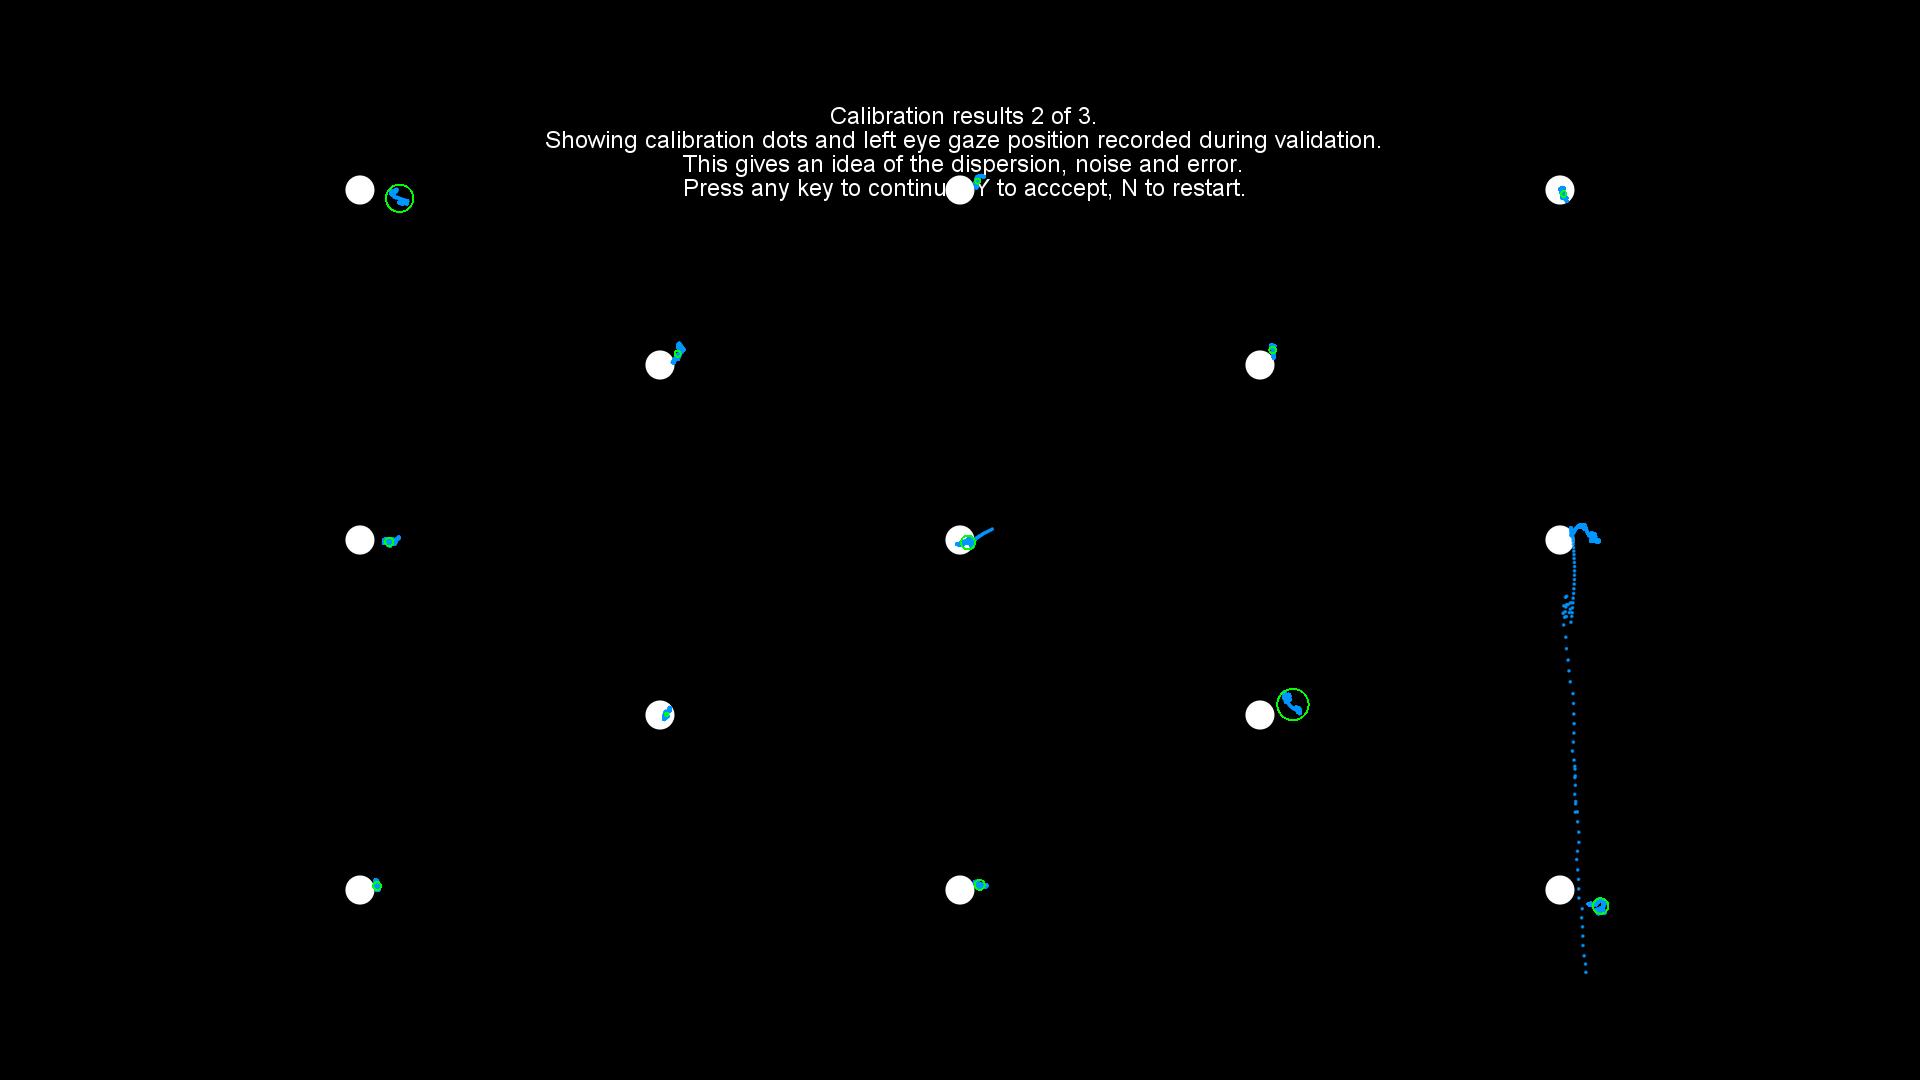 Calibration results 2 of 3.
Showing calibration dots and left eye gaze position recorded during validation.
This gives an idea of the dispersion, noise and error.
Press any key to continu Y to acccept, N to restart.